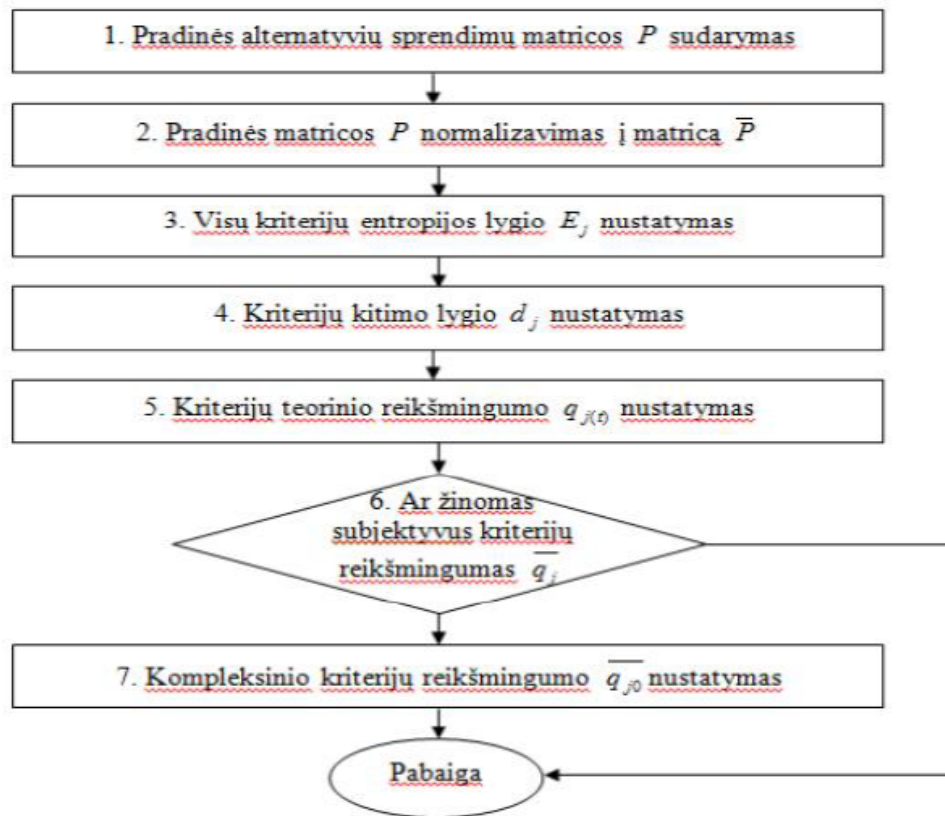 1. Pradinės alternatyvių sprendimų matricos P sudarymas
2. Pradinės matricos P normalizavimas į matricą P̅
3. Visų kriterijų entropijos lygio E_j nustatymas
4. Kriterijų kitimo lygio d_j nustatymas
5. Kriterijų teorinio reikšmingumo q_j(t) nustatymas
6. Ar žinomas
subjektyvus kriterijų
reikšmingumas q̅_j
7. Kompleksinio kriterijų reikšmingumo q̅_j0 nustatymas
Pabaiga